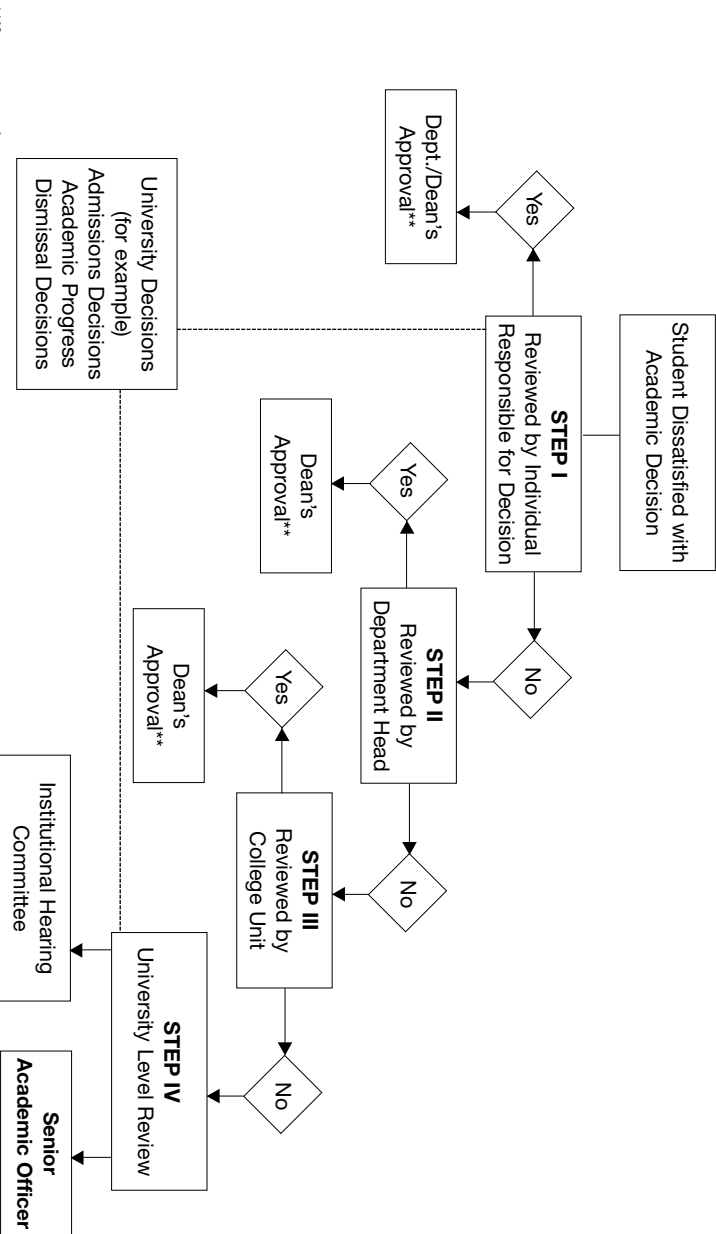 Student Dissatisfied with
Academic Decision
STEP I
Reviewed by Individual
Responsible for Decision
Yes
Dept./Dean's
Approval**
No
STEP II
Reviewed by
Department Head
Yes
Dean's
Approval**
No
STEP III
Reviewed by
College Unit
Yes
Dean's
Approval**
No
STEP IV
University Level Review
University Decisions
(for example)
Admissions Decisions
Academic Progress
Dismissal Decisions
Institutional Hearing
Committee
Senior
Academic Officer